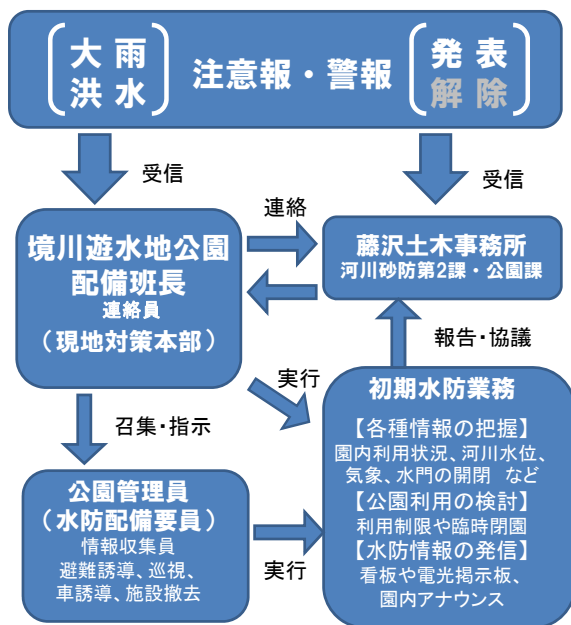 大 雨
洪 水
注意報・警報
発 表
解 除
受信
受信
連絡
境川遊水地公園
配備班長
連絡員
（現地対策本部）
藤沢土木事務所
河川砂防第2課・公園課
報告・協議
実行
召集・指示
初期水防業務
【各種情報の把握】
園内利用状況、河川水位、
気象、水門の開閉 など
【公園利用の検討】
利用制限や臨時閉園
【水防情報の発信】
看板や電光掲示板、
園内アナウンス
公園管理員
（水防配備要員）
情報収集員
避難誘導、巡視、
車誘導、施設撤去
実行